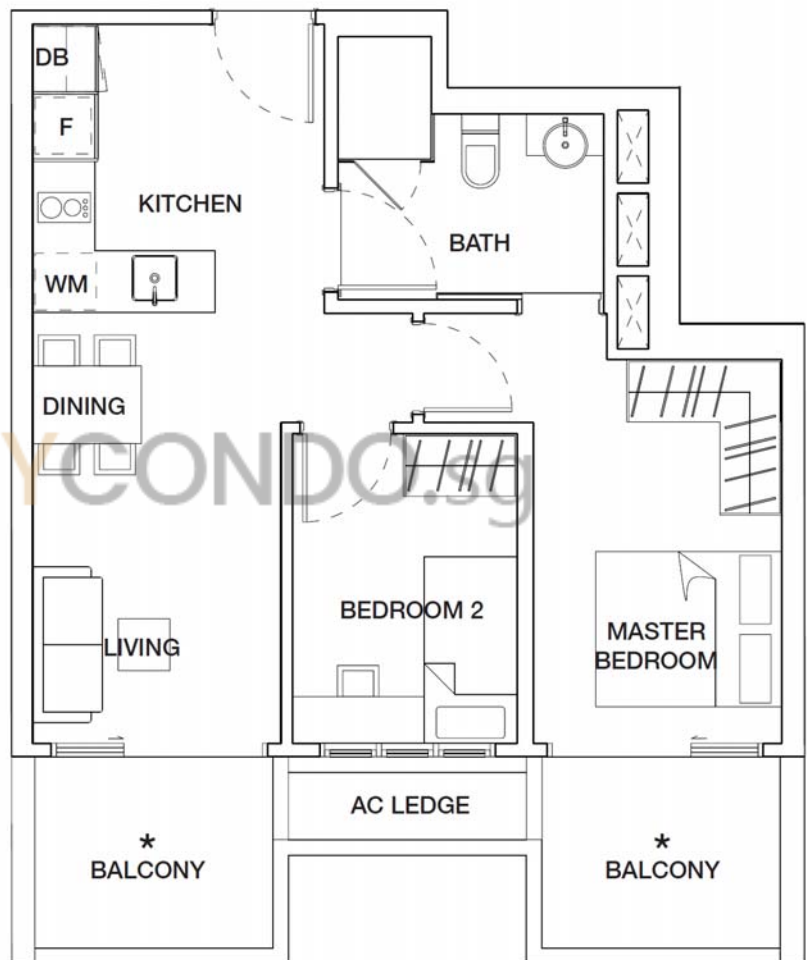 DB
F
KITCHEN
BATH
WM
DINING
YCONDO.sg
BEDROOM 2
LIVING
MASTER
BEDROOM
AC LEDGE
*
BALCONY
*
BALCONY